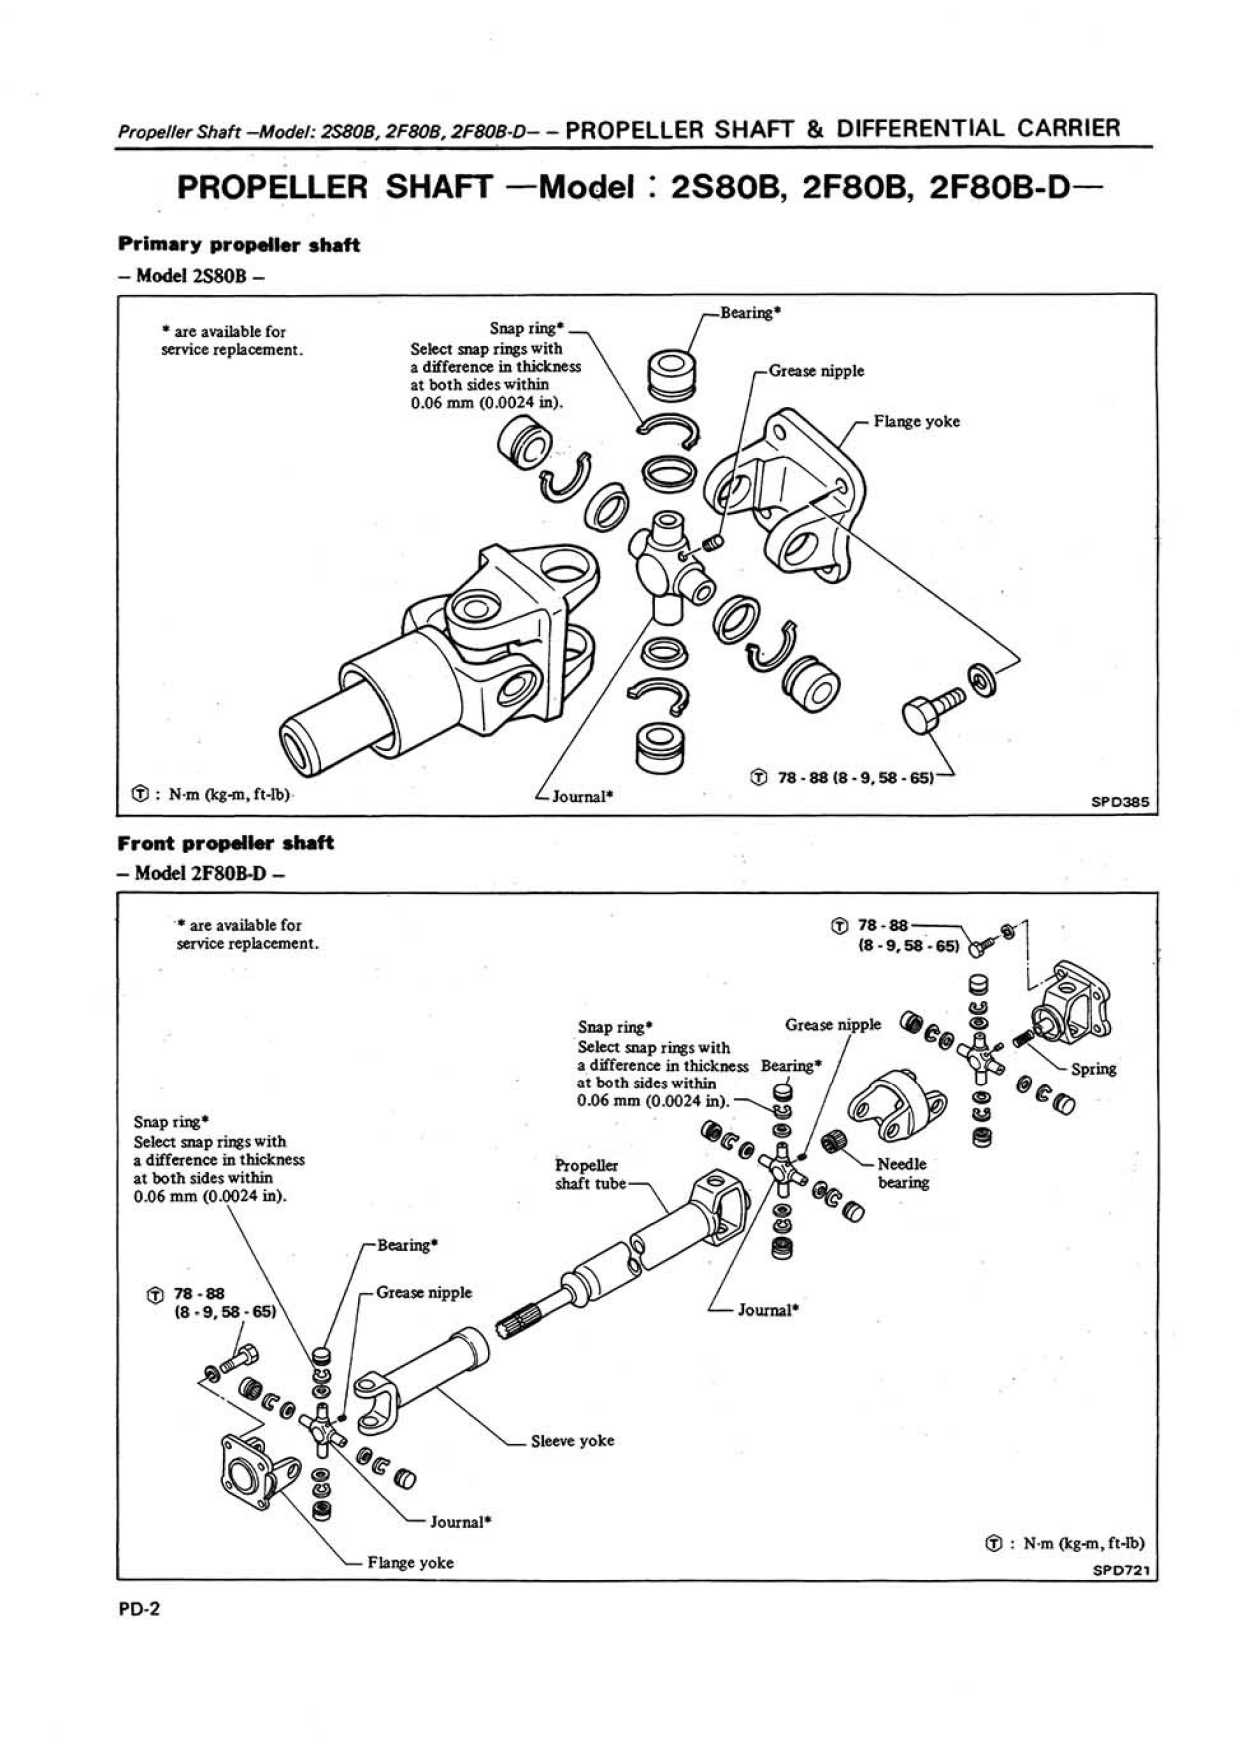 Propeller Shaft —Model: 2S80B, 2F80B, 2F80B-D— — PROPELLER SHAFT & DIFFERENTIAL CARRIER
PROPELLER SHAFT —Model : 2S80B, 2F80B, 2F80B-D—
Primary propeller shaft
– Model 2S80B –
* are available for
service replacement.
Snap ring*
Select snap rings with
a difference in thickness
at both sides within
0.06 mm (0.0024 in).
Bearing*
Grease nipple
Flange yoke
Ⓣ : N·m (kg-m, ft-lb)
Journal*
Ⓣ 78 - 88 (8 - 9, 58 - 65)
SPD385
Front propeller shaft
– Model 2F80B-D –
* are available for
service replacement.
Ⓣ 78 - 88
(8 - 9, 58 - 65)
Snap ring*
Select snap rings with
a difference in thickness
at both sides within
0.06 mm (0.0024 in).
Grease nipple
Bearing*
Spring
Snap ring*
Select snap rings with
a difference in thickness
at both sides within
0.06 mm (0.0024 in).
Propeller
shaft tube
Needle
bearing
Bearing*
Grease nipple
Ⓣ 78 - 88
(8 - 9, 58 - 65)
Journal*
Sleeve yoke
Journal*
Flange yoke
Ⓣ : N·m (kg-m, ft-lb)
SPD721
PD-2